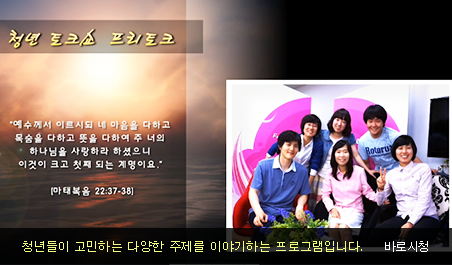 청년 토크쇼 프리토크
"예수께서 이르시되 네 마음을 다하고
목숨을 다하고 뜻을 다하여 주 너의
하나님을 사랑하라 하셨으니
이것이 크고 첫째 되는 계명이요."
[마태복음 22:37-38]
청년들이 고민하는 다양한 주제를 이야기하는 프로그램입니다. 바로시청